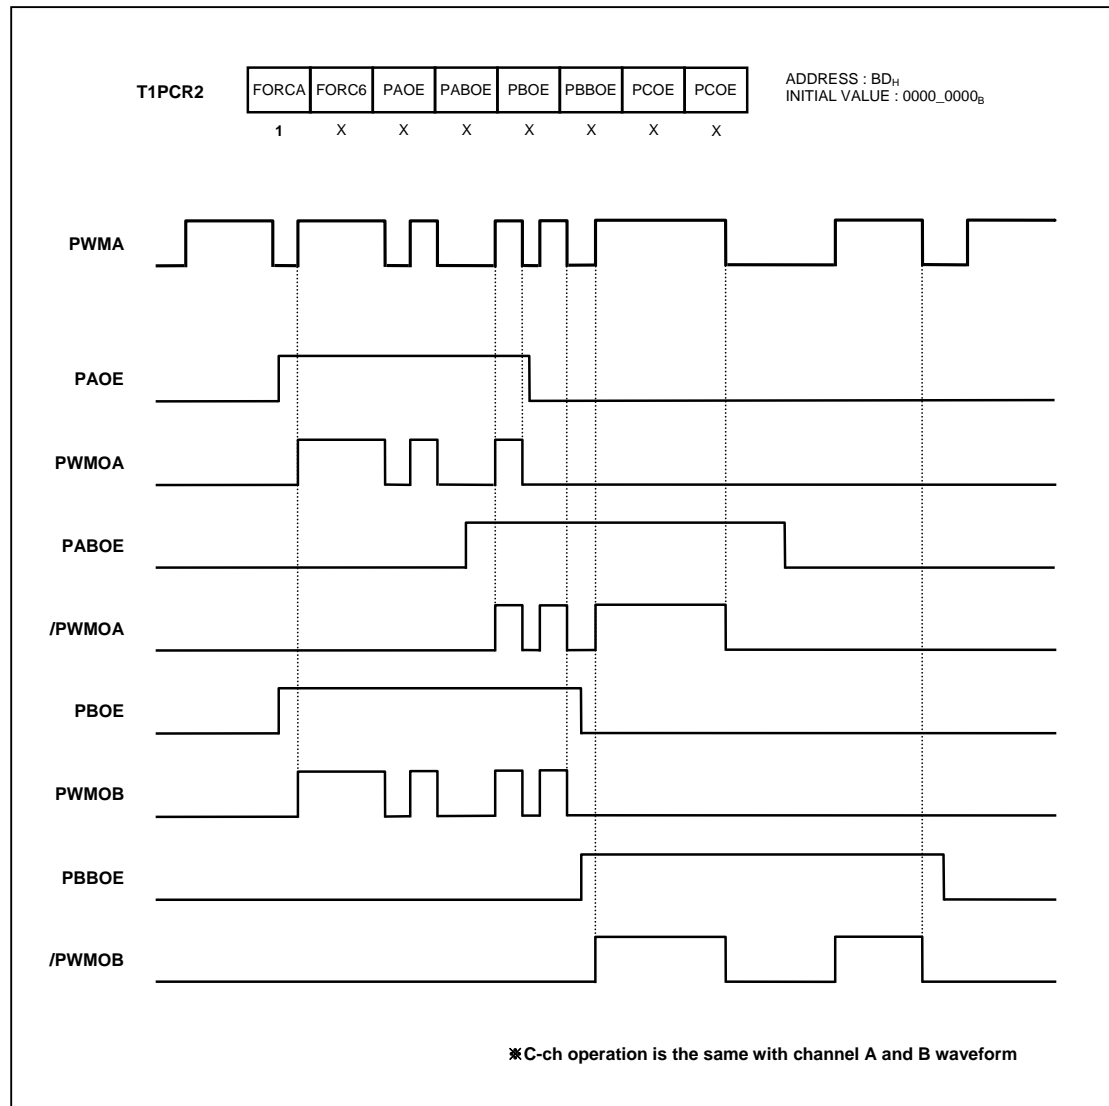 T1PCR2 FORCA FORC6 PAOE PABOE PBOE PBBOE PCOE PCOE ADDRESS : BDH
INITIAL VALUE : 0000_0000B
1 X X X X X X X
PWMA
PAOE
PWMOA
PABOE
/PWMOA
PBOE
PWMOB
PBBOE
/PWMOB
※C-ch operation is the same with channel A and B waveform